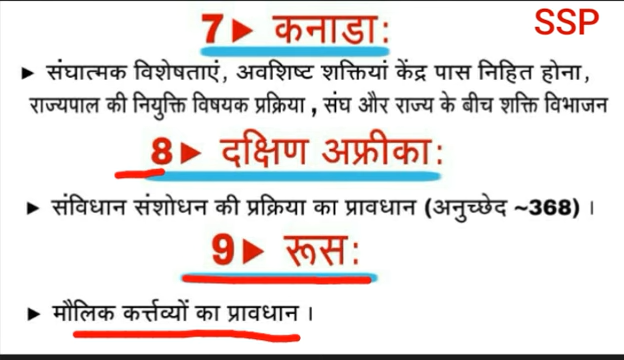 SSP
7► कनाडा:
► संघात्मक विशेषताएं, अवशिष्ट शक्तियां केंद्र पास निहित होना,
राज्यपाल की नियुक्ति विषयक प्रक्रिया, संघ और राज्य के बीच शक्ति विभाजन
8► दक्षिण अफ्रीका:
► संविधान संशोधन की प्रक्रिया का प्रावधान (अनुच्छेद ~368) ।
9► रूस:
► मौलिक कर्त्तव्यों का प्रावधान ।